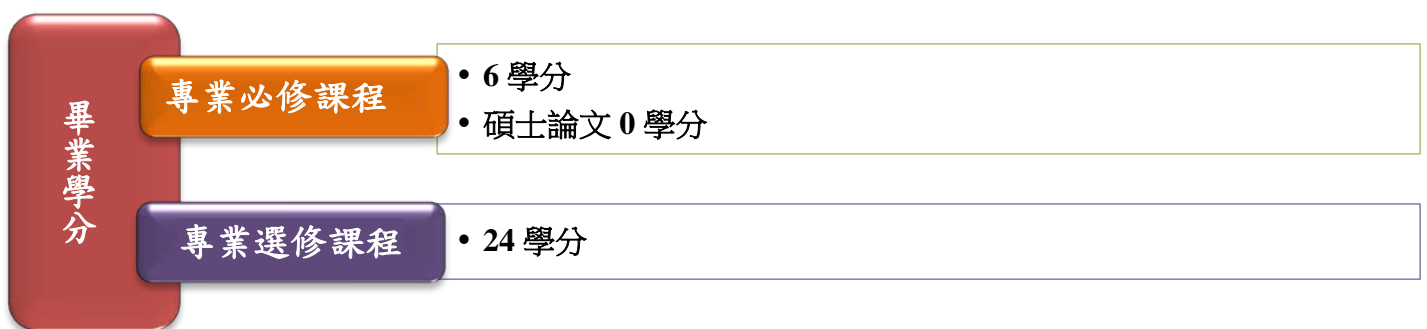 畢業學分
專業必修課程
• 6 學分
• 碩士論文 0 學分
專業選修課程
• 24 學分